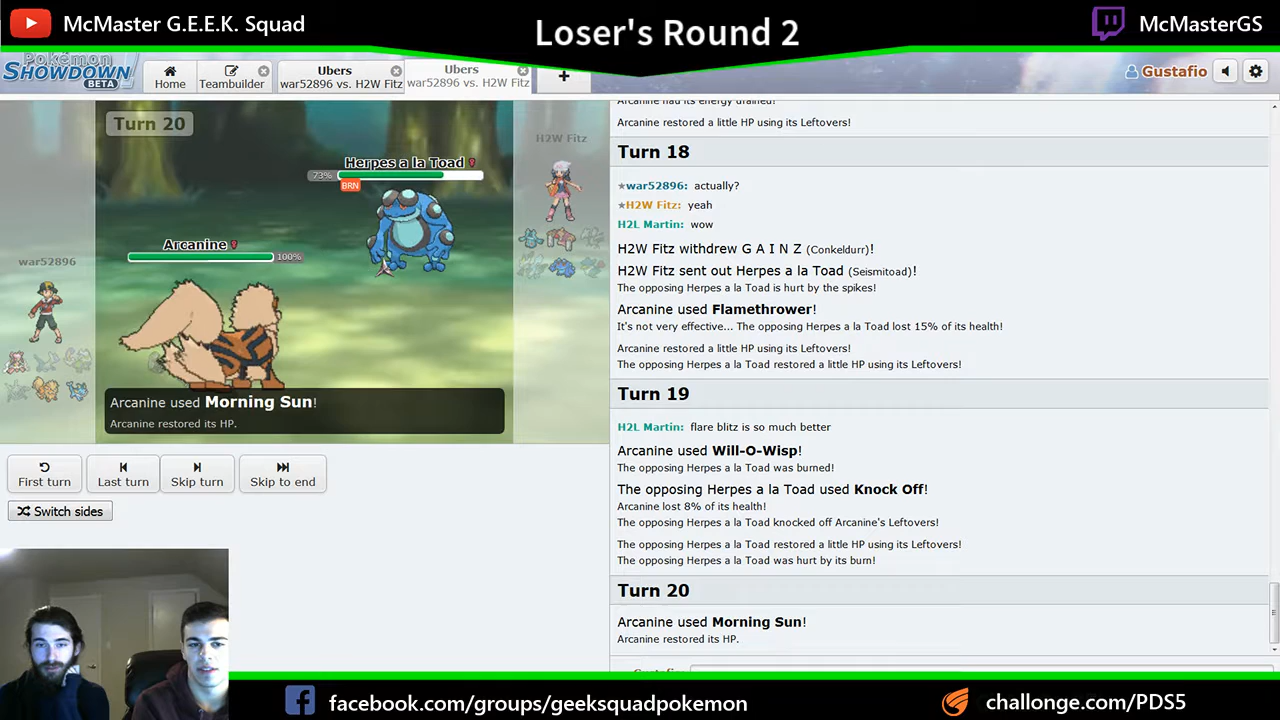 McMaster G.E.E.K. Squad
Loser's Round 2
McMasterGS
Pokémon
SHOWDOWN
BETA
Home
Teambuilder
Ubers
war52896 vs. H2W Fitz
Ubers
war52896 vs. H2W Fitz
Gustafio
Turn 20
H2W Fitz
Herpes a la Toad
73%
BRN
Arcanine
100%
war52896
Arcanine used Morning Sun!
Arcanine restored its HP.
First turn
Last turn
Skip turn
Skip to end
Switch sides
Arcanine had its energy drained!
Arcanine restored a little HP using its Leftovers!
Turn 18
☆war52896: actually?
☆H2W Fitz: yeah
H2L Martin: wow
H2W Fitz withdrew G A I N Z (Conkeldurr)!
H2W Fitz sent out Herpes a la Toad (Seismitoad)!
The opposing Herpes a la Toad is hurt by the spikes!
Arcanine used Flamethrower!
It's not very effective... The opposing Herpes a la Toad lost 15% of its health!
Arcanine restored a little HP using its Leftovers!
The opposing Herpes a la Toad restored a little HP using its Leftovers!
Turn 19
H2L Martin: flare blitz is so much better
Arcanine used Will-O-Wisp!
The opposing Herpes a la Toad was burned!
The opposing Herpes a la Toad used Knock Off!
Arcanine lost 8% of its health!
The opposing Herpes a la Toad knocked off Arcanine's Leftovers!
The opposing Herpes a la Toad restored a little HP using its Leftovers!
The opposing Herpes a la Toad was hurt by its burn!
Turn 20
Arcanine used Morning Sun!
Arcanine restored its HP.
facebook.com/groups/geeksquadpokemon
challonge.com/PDS5